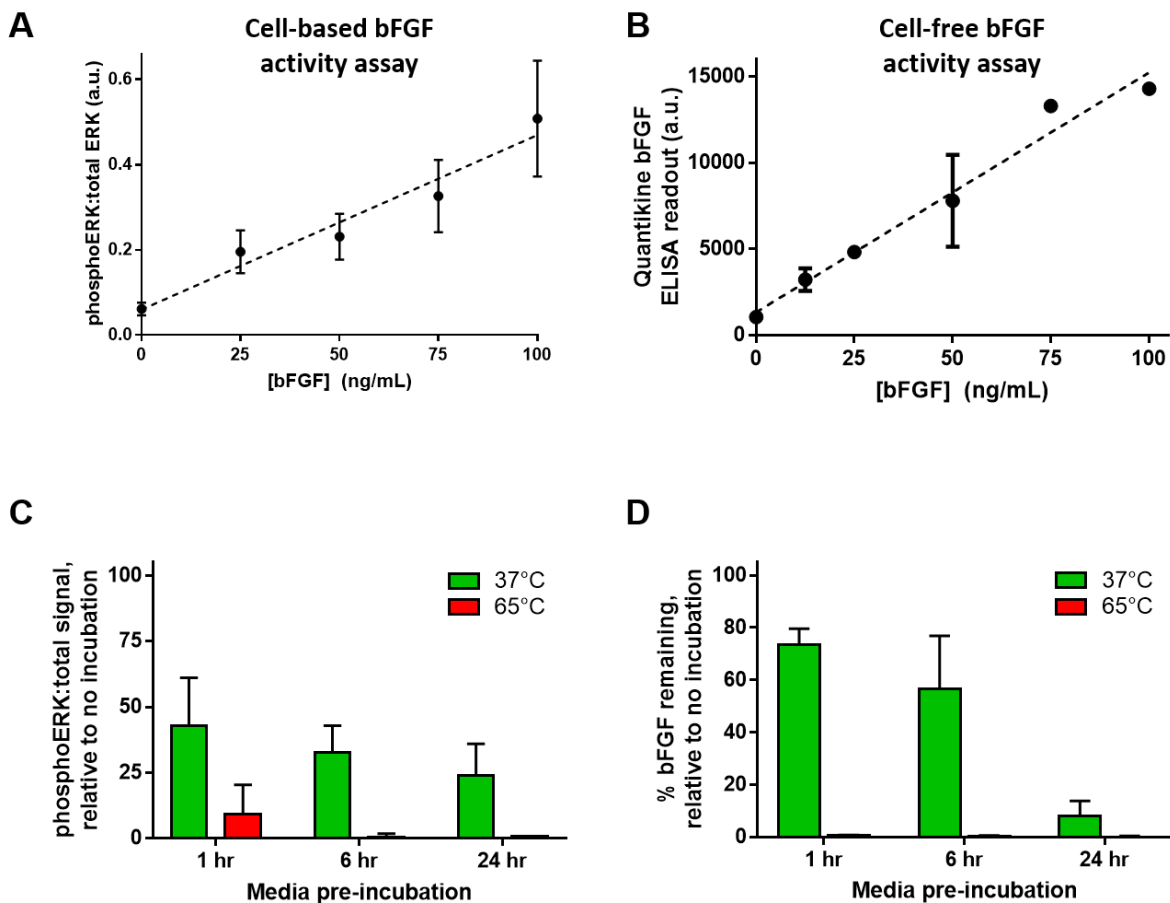 A
Cell-based bFGF
activity assay
phosphoERK:total ERK (a.u.)
0.6
0.4
0.2
0.0
0
25
50
75
100
[bFGF] (ng/mL)
B
Cell-free bFGF
activity assay
Quantikine bFGF
ELISA readout (a.u.)
15000
10000
5000
0
0
25
50
75
100
[bFGF] (ng/mL)
C
phosphoERK:total signal,
relative to no incubation
100
75
50
25
0
37°C
65°C
1 hr
6 hr
24 hr
Media pre-incubation
D
% bFGF remaining,
relative to no incubation
100
80
60
40
20
0
37°C
65°C
1 hr
6 hr
24 hr
Media pre-incubation